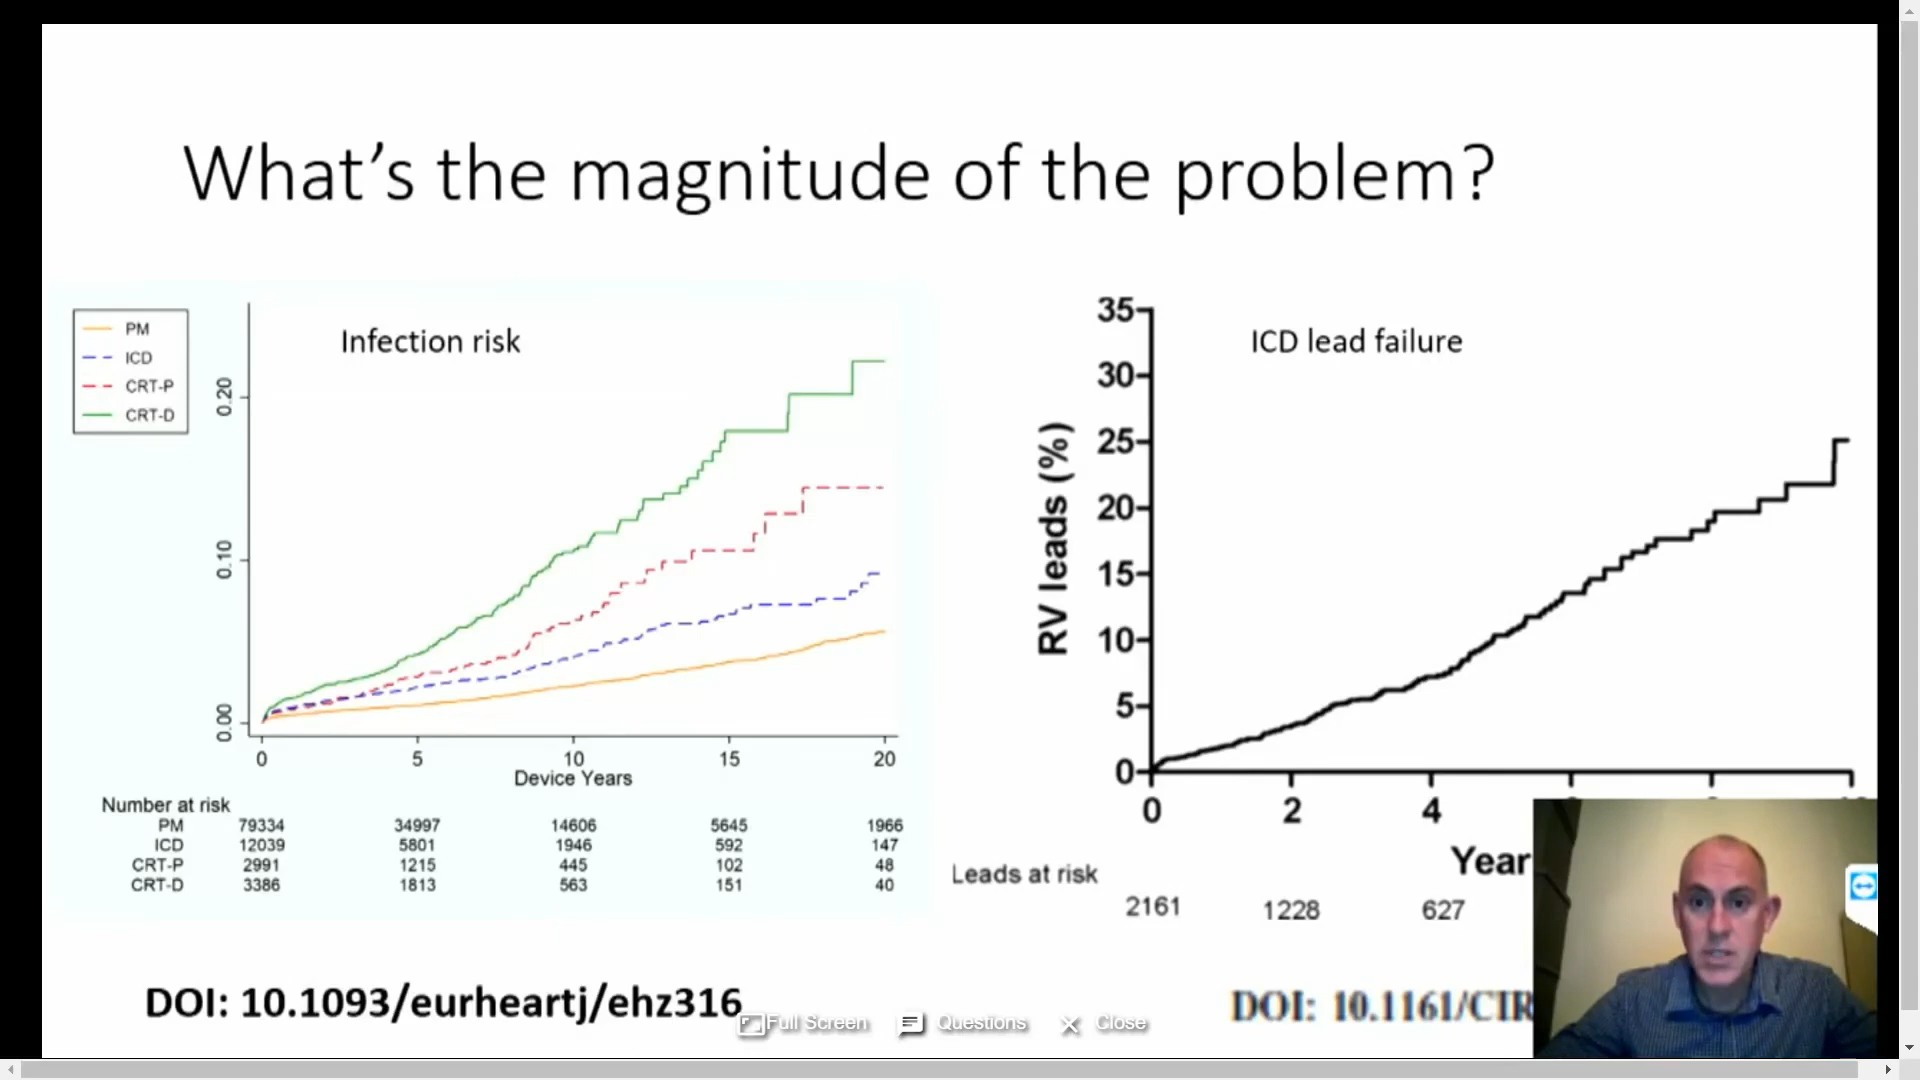 What's the magnitude of the problem?
PM
ICD
CRT-P
CRT-D
Infection risk
0.20
0.10
0.00
0 5 10 15 20
Device Years
Number at risk
PM 79334 34997 14606 5645 1966
ICD 12039 5801 1946 592 147
CRT-P 2991 1215 445 102 48
CRT-D 3386 1813 563 151 40
DOI: 10.1093/eurheartj/ehz316
ICD lead failure
RV leads (%)
35
30
25
20
15
10
5
0
0 2 4
Year
Leads at risk
2161 1228 627
DOI: 10.1161/CIR
Full Screen Questions Close